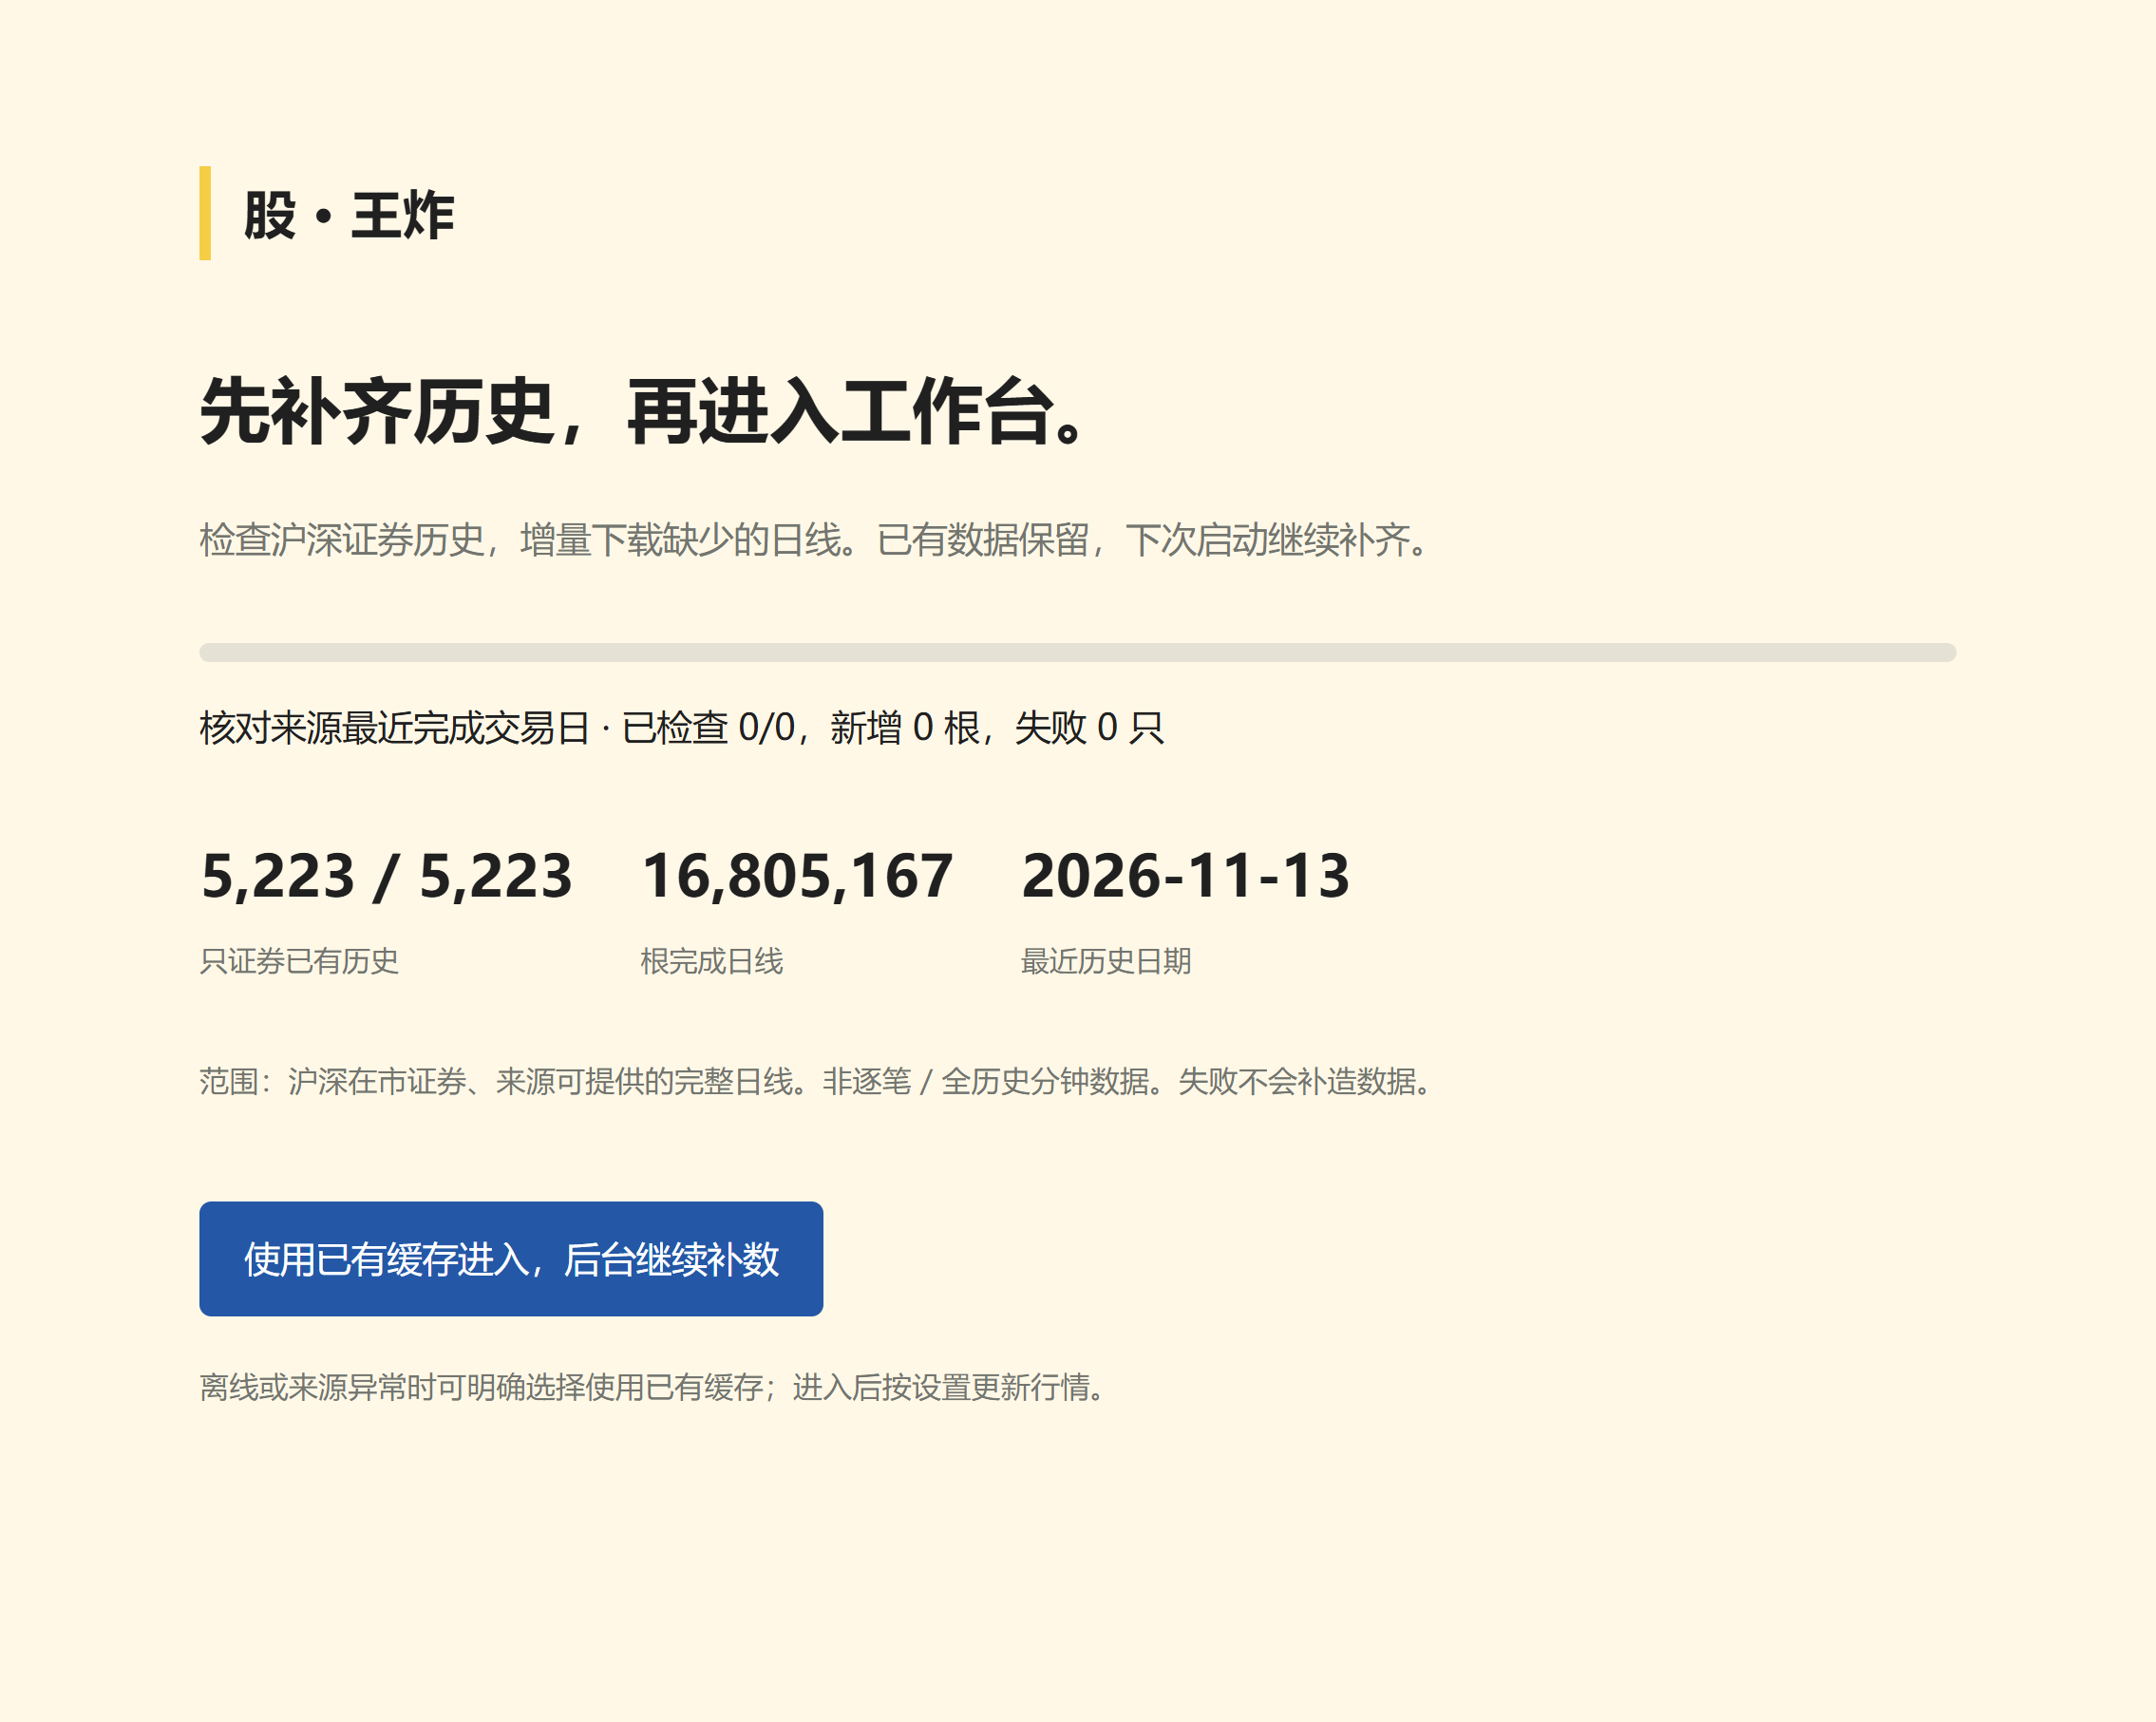 股·王炸
先补齐历史，再进入工作台。
检查沪深证券历史，增量下载缺少的日线。已有数据保留，下次启动继续补齐。
核对来源最近完成交易日 · 已检查 0/0，新增 0 根，失败 0 只
5,223 / 5,223 16,805,167 2026-11-13
只证券已有历史 根完成日线 最近历史日期
范围：沪深在市证券、来源可提供的完整日线。非逐笔 / 全历史分钟数据。失败不会补造数据。
使用已有缓存进入，后台继续补数
离线或来源异常时可明确选择使用已有缓存；进入后按设置更新行情。